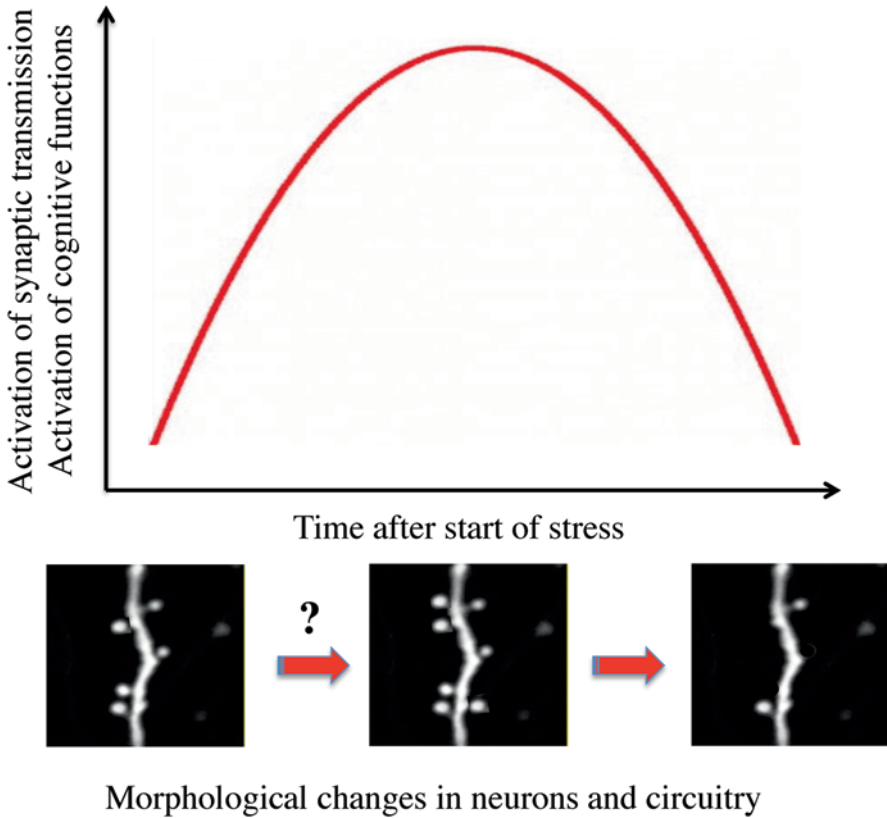 Activation of synaptic transmission
Activation of cognitive functions
Time after start of stress
?
Morphological changes in neurons and circuitry